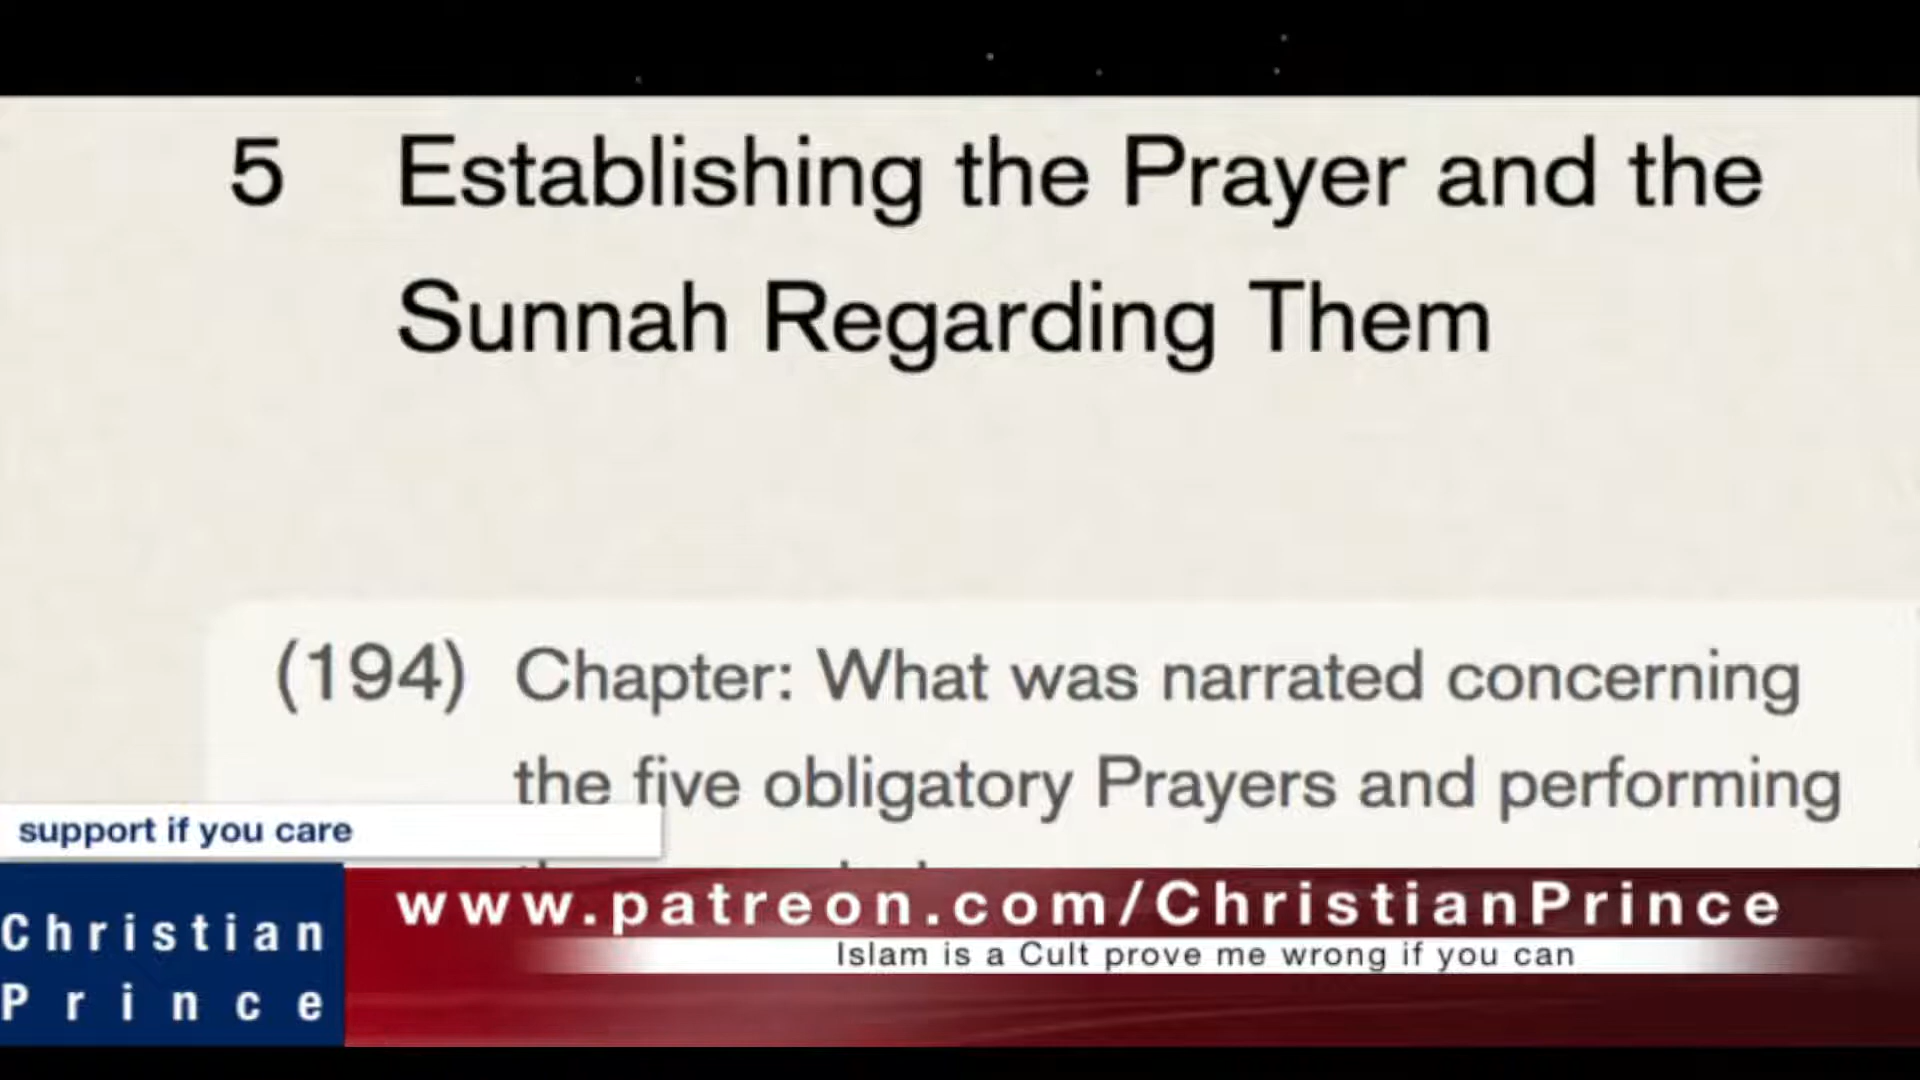 5 Establishing the Prayer and the
Sunnah Regarding Them
(194) Chapter: What was narrated concerning
the five obligatory Prayers and performing
support if you care
Christian
Prince
www.patreon.com/ChristianPrince
Islam is a Cult prove me wrong if you can